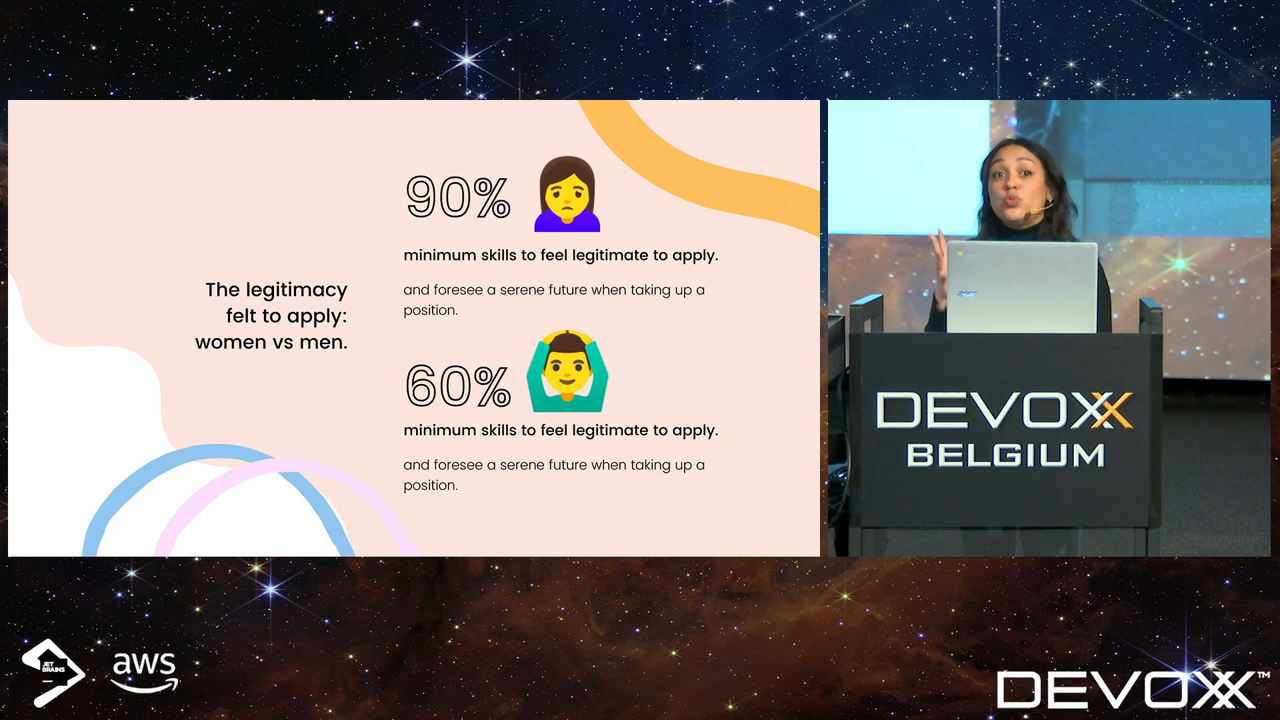 The legitimacy
felt to apply:
women vs men.
90%
minimum skills to feel legitimate to apply.
and foresee a serene future when taking up a
position.
60%
minimum skills to feel legitimate to apply.
and foresee a serene future when taking up a
position.
DEVOXX
BELGIUM
JET
BRAINS
aws
DEVOXX™